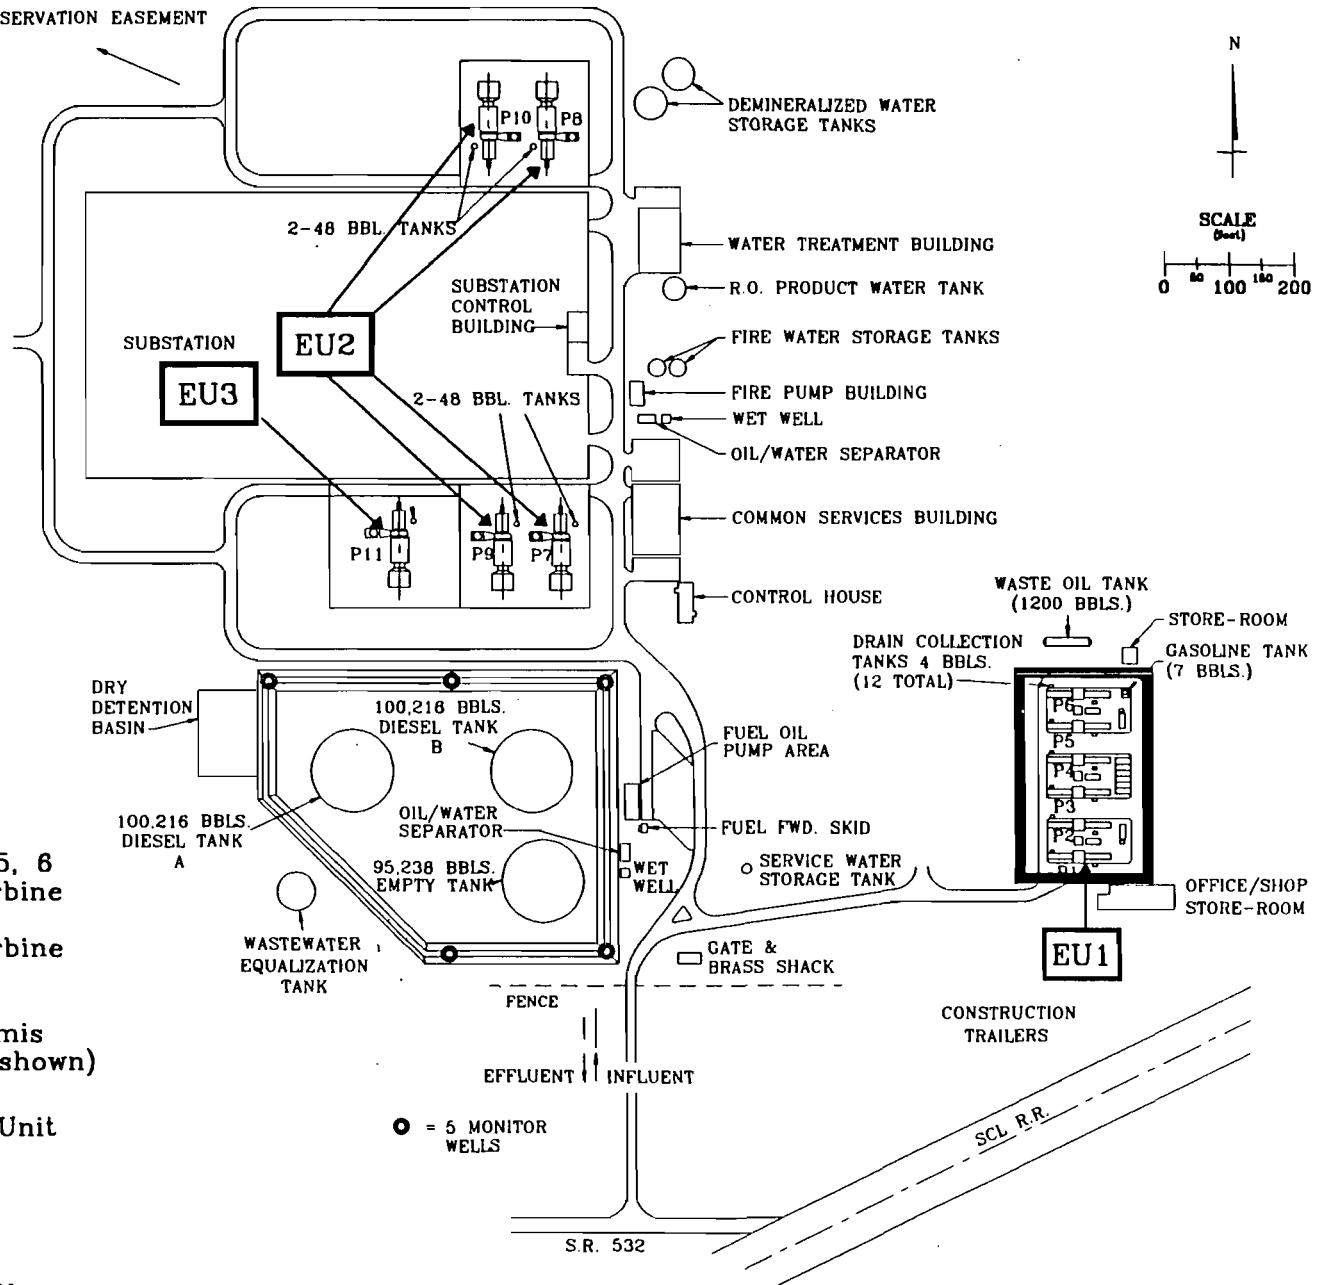 SERVATION EASEMENT
N
P10
P8
DEMINERALIZED WATER
STORAGE TANKS
SCALE
(feet)
0 50 100 150 200
2-48 BBL. TANKS
WATER TREATMENT BUILDING
SUBSTATION
CONTROL
BUILDING
R.O. PRODUCT WATER TANK
SUBSTATION
EU2
EU3
FIRE WATER STORAGE TANKS
2-48 BBL. TANKS
FIRE PUMP BUILDING
WET WELL
OIL/WATER SEPARATOR
COMMON SERVICES BUILDING
P11
P9
P7
CONTROL HOUSE
WASTE OIL TANK
(1200 BBLS.)
STORE-ROOM
DRAIN COLLECTION
TANKS 4 BBLS.
(12 TOTAL)
GASOLINE TANK
(7 BBLS.)
DRY
DETENTION
BASIN
100,216 BBLS.
DIESEL TANK
B
FUEL OIL
PUMP AREA
P6
P5
P4
P3
P2
P1
100,216 BBLS.
DIESEL TANK
A
OIL/WATER
SEPARATOR
FUEL FWD. SKID
95,238 BBLS.
EMPTY TANK
WET
WELL
SERVICE WATER
STORAGE TANK
OFFICE/SHOP
STORE-ROOM
5, 6
rbine
rbine
WASTEWATER
EQUALIZATION
TANK
GATE &
BRASS SHACK
EU1
FENCE
CONSTRUCTION
TRAILERS
mis
shown)
EFFLUENT
INFLUENT
Unit
= 5 MONITOR
WELLS
SCL R.R.
S.R. 532